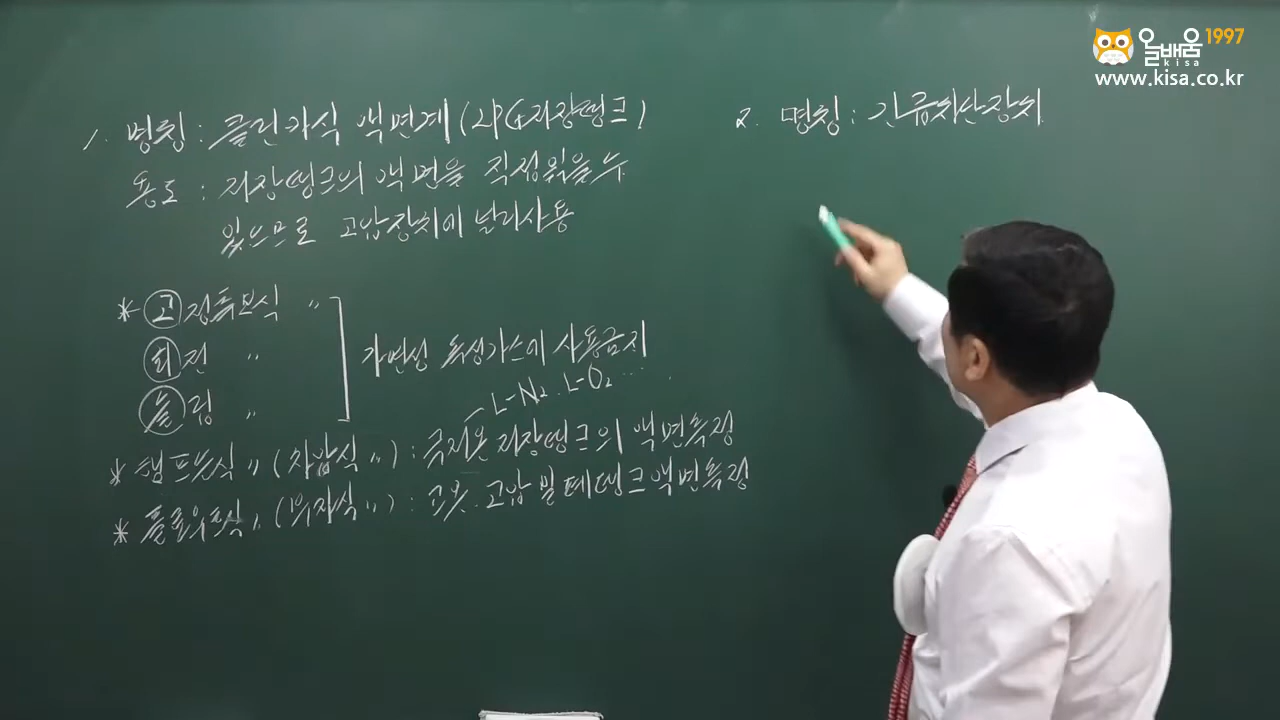 1. 명칭 : 클린카식 액면계 (LPG저장탱크)
용도 : 저장탱크의 액면을 직접읽을수
있으므로 고압장치에 널리사용
* 고정튜브식 〃
회전 〃
슬립 〃
가연성 독성가스에 사용금지
L-N₂. L-O₂ ...
* 햄프슨식 〃 (차압식 〃) : 극저온 저장탱크의 액면측정
* 플로우트식 〃 (부자식 〃) : 고온. 고압 밀폐탱크액면측정
2. 명칭 : 긴급차단장치
올배움 1997
kisa
www.kisa.co.kr